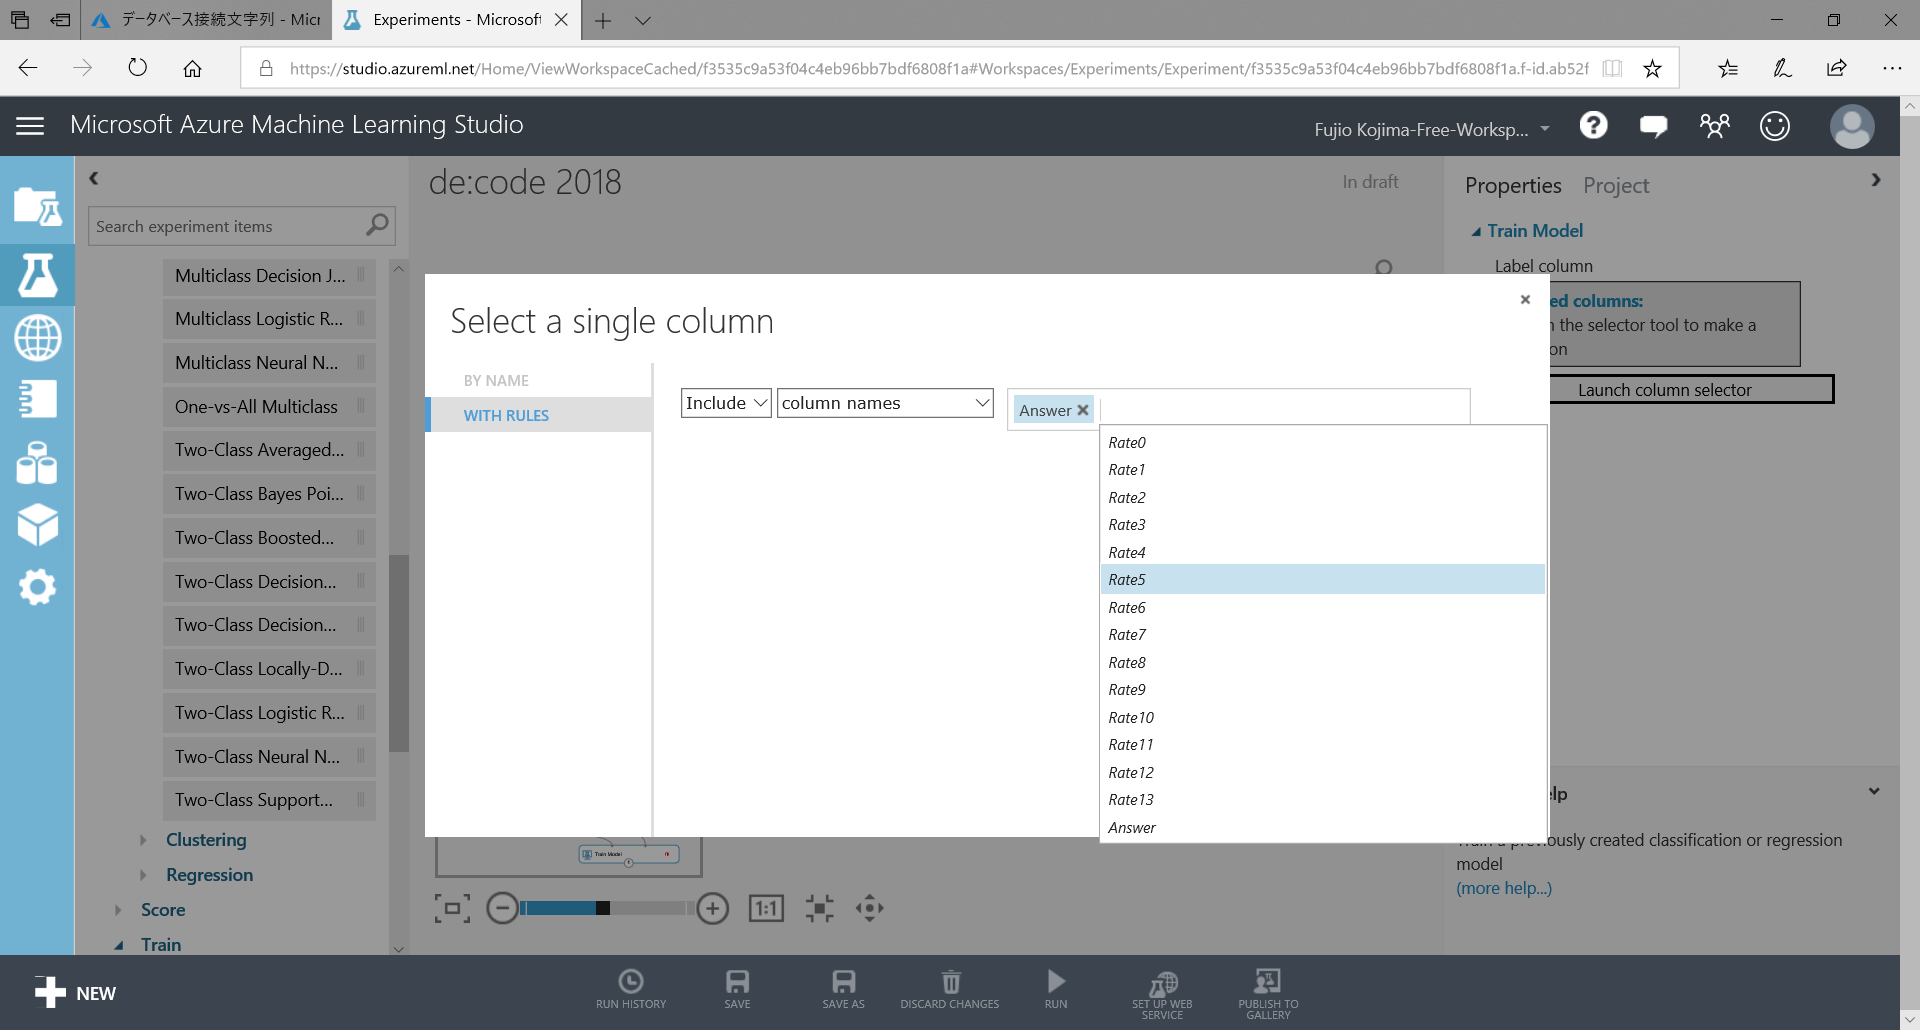 データベース接続文字列 - Micr
Experiments - Microsoft
https://studio.azureml.net/Home/ViewWorkspaceCached/f3535c9a53f04c4eb96bb7bdf6808f1a#Workspaces/Experiments/Experiment/f3535c9a53f04c4eb96bb7bdf6808f1a.f-id.ab52f
Microsoft Azure Machine Learning Studio
Fujio Kojima-Free-Worksp...
Search experiment items
Multiclass Decision J...
Multiclass Logistic R...
Multiclass Neural N...
One-vs-All Multiclass
Two-Class Averaged...
Two-Class Bayes Poi...
Two-Class Boosted...
Two-Class Decision...
Two-Class Decision...
Two-Class Locally-D...
Two-Class Logistic R...
Two-Class Neural N...
Two-Class Support...
Clustering
Regression
Score
Train
de:code 2018
In draft
Select a single column
BY NAME
WITH RULES
Include
column names
Answer
Rate0
Rate1
Rate2
Rate3
Rate4
Rate5
Rate6
Rate7
Rate8
Rate9
Rate10
Rate11
Rate12
Rate13
Answer
Train Model
1:1
Properties Project
Train Model
Label column
ed columns:
the selector tool to make a
on
Launch column selector
lp
Train a previously created classification or regression
model
(more help...)
NEW
RUN HISTORY
SAVE
SAVE AS
DISCARD CHANGES
RUN
SET UP WEB
SERVICE
PUBLISH TO
GALLERY